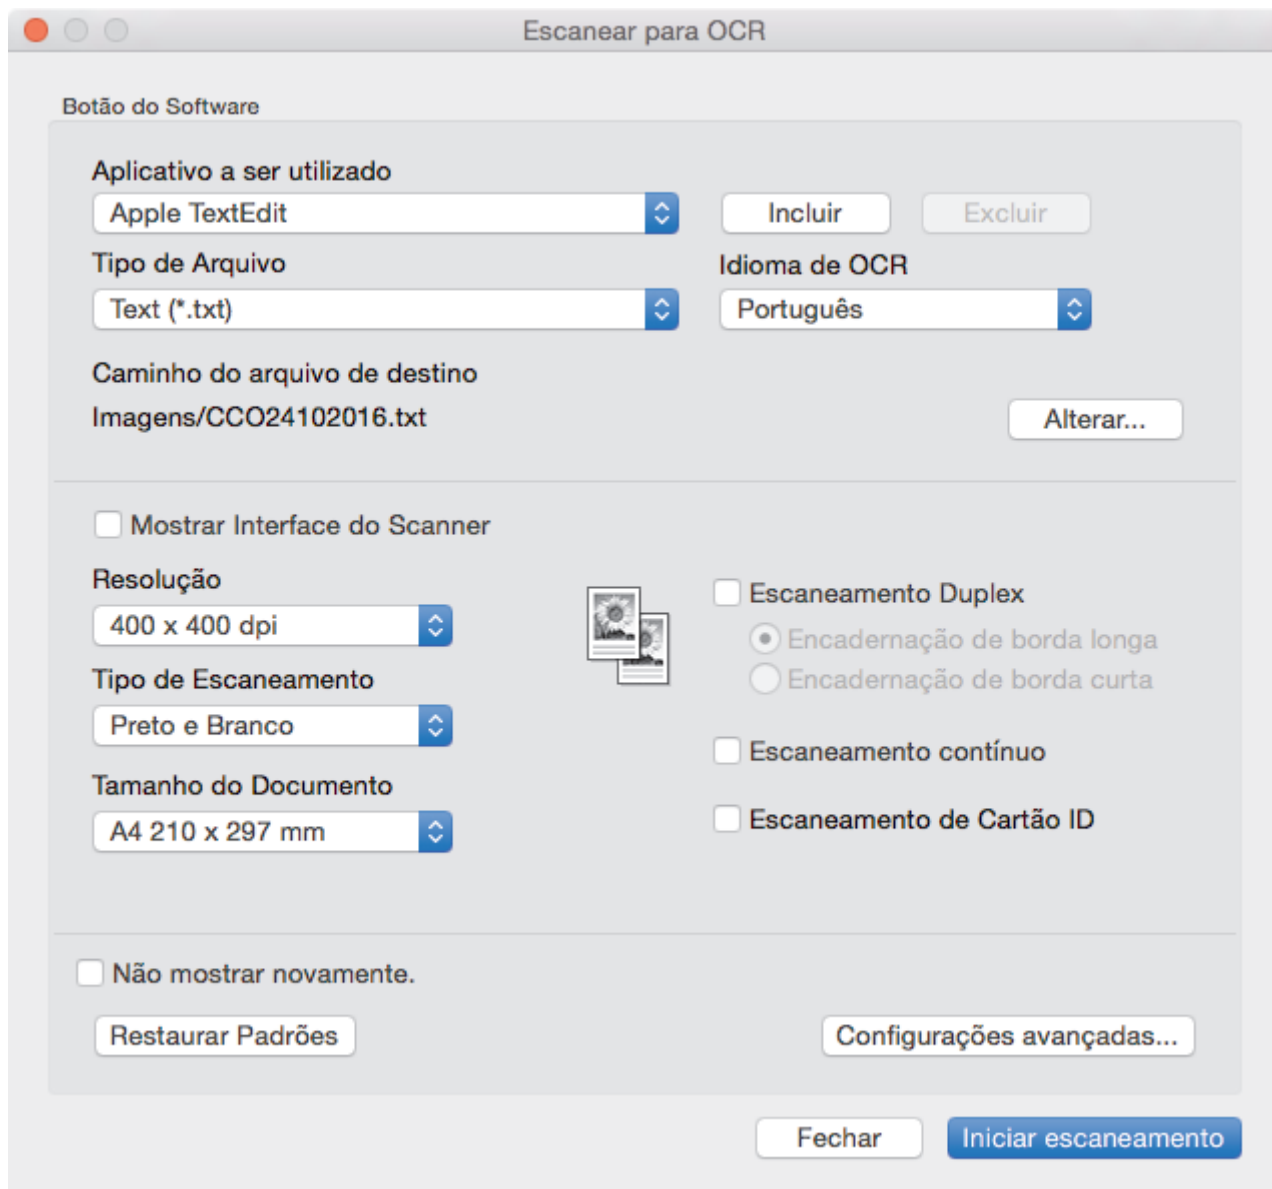 Escanear para OCR
Botão do Software
Aplicativo a ser utilizado
Apple TextEdit
Incluir
Excluir
Tipo de Arquivo
Idioma de OCR
Text (*.txt)
Português
Caminho do arquivo de destino
Imagens/CCO24102016.txt
Alterar...
Mostrar Interface do Scanner
Resolução
400 x 400 dpi
Tipo de Escaneamento
Preto e Branco
Tamanho do Documento
A4 210 x 297 mm
Escaneamento Duplex
Encadernação de borda longa
Encadernação de borda curta
Escaneamento contínuo
Escaneamento de Cartão ID
Não mostrar novamente.
Restaurar Padrões
Configurações avançadas...
Fechar
Iniciar escaneamento